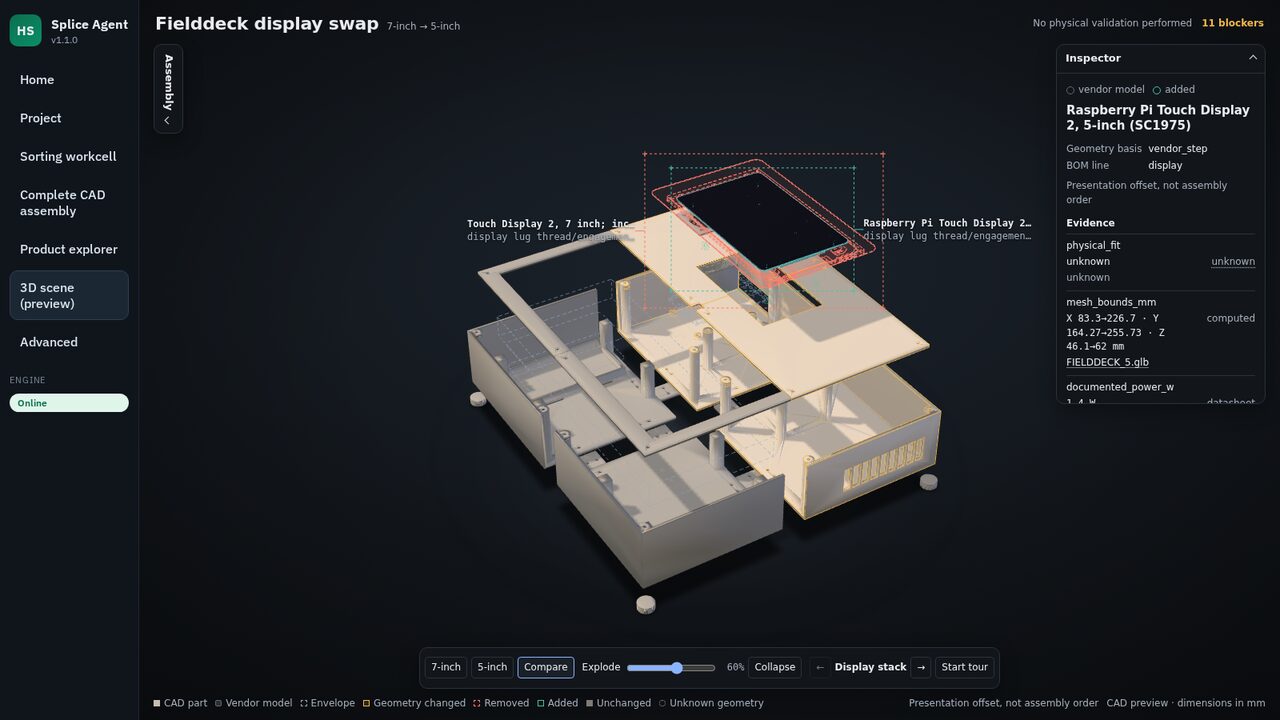 HS
Splice Agent
v1.1.0
Home
Project
Sorting workcell
Complete CAD
assembly
Product explorer
3D scene
(preview)
Advanced
ENGINE
Online
Fielddeck display swap
7-inch → 5-inch
No physical validation performed
11 blockers
Assembly
Touch Display 2, 7 inch; inc…
display lug thread/engagemen…
Raspberry Pi Touch Display 2…
display lug thread/engagemen…
Inspector
vendor model
added
Raspberry Pi Touch Display
2, 5-inch (SC1975)
Geometry basis vendor_step
BOM line display
Presentation offset, not assembly
order
Evidence
physical_fit
unknown unknown
unknown
mesh_bounds_mm
X 83.3→226.7 · Y computed
164.27→255.73 · Z
46.1→62 mm
FIELDDECK_5.glb
documented_power_w
1.4 W datasheet
7-inch
5-inch
Compare
Explode
60%
Collapse
←
Display stack
→
Start tour
CAD part
Vendor model
Envelope
Geometry changed
Removed
Added
Unchanged
Unknown geometry
Presentation offset, not assembly order
CAD preview · dimensions in mm